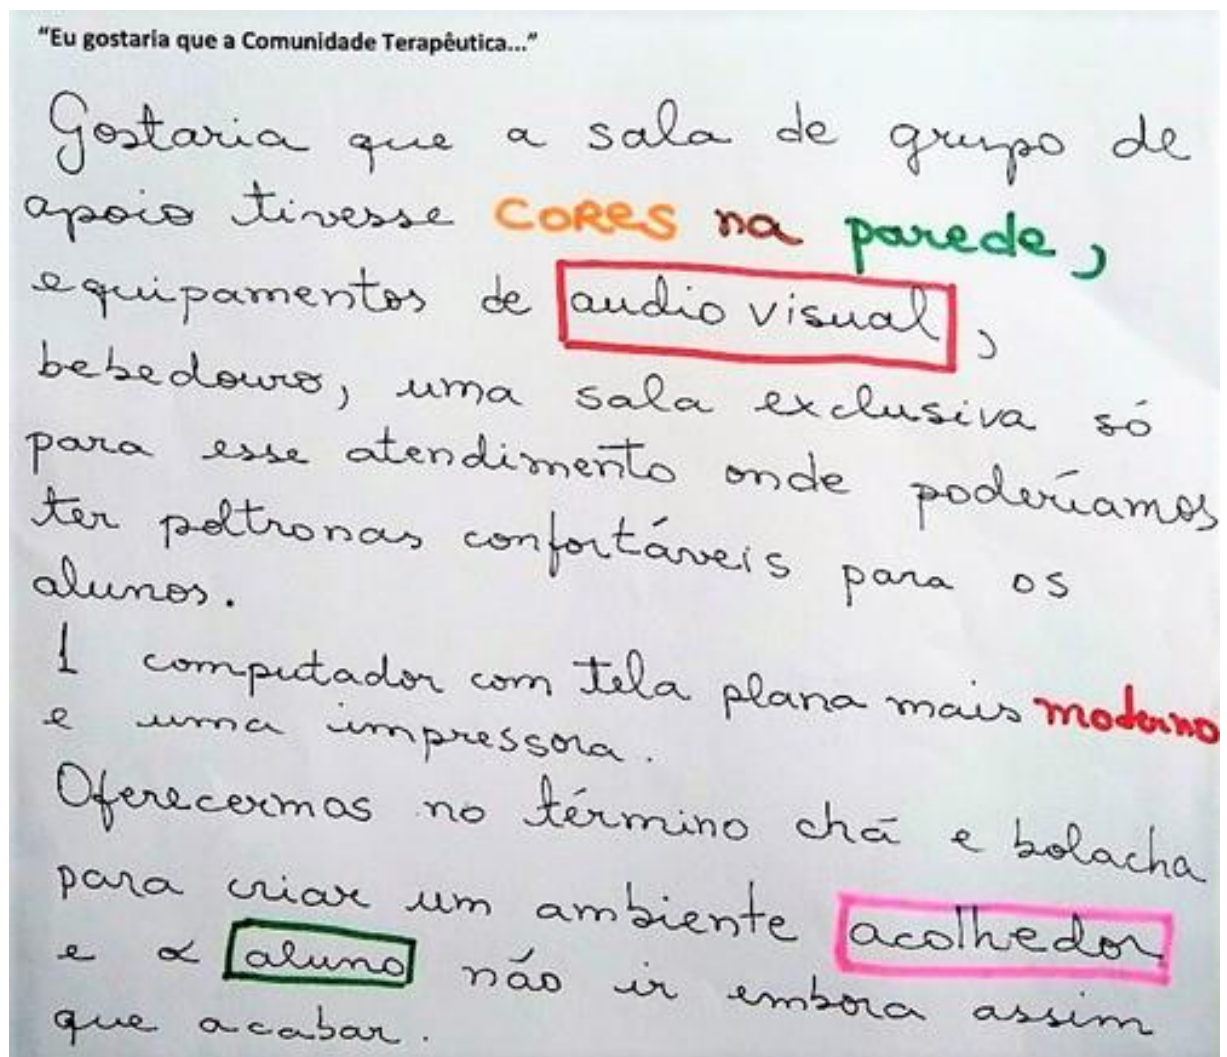 "Eu gostaria que a Comunidade Terapêutica..."
Gostaria que a sala de grupo de
apoio tivesse CORES na parede,
equipamentos de audio visual,
bebedouro, uma sala exclusiva só
para esse atendimento onde poderíamos
ter poltronas confortáveis para os
alunos.
1 computador com tela plana mais moderno
e uma impressora.
Oferecermos no término chá e bolacha
para criar um ambiente acolhedor
e o aluno não ir embora assim
que acabar.